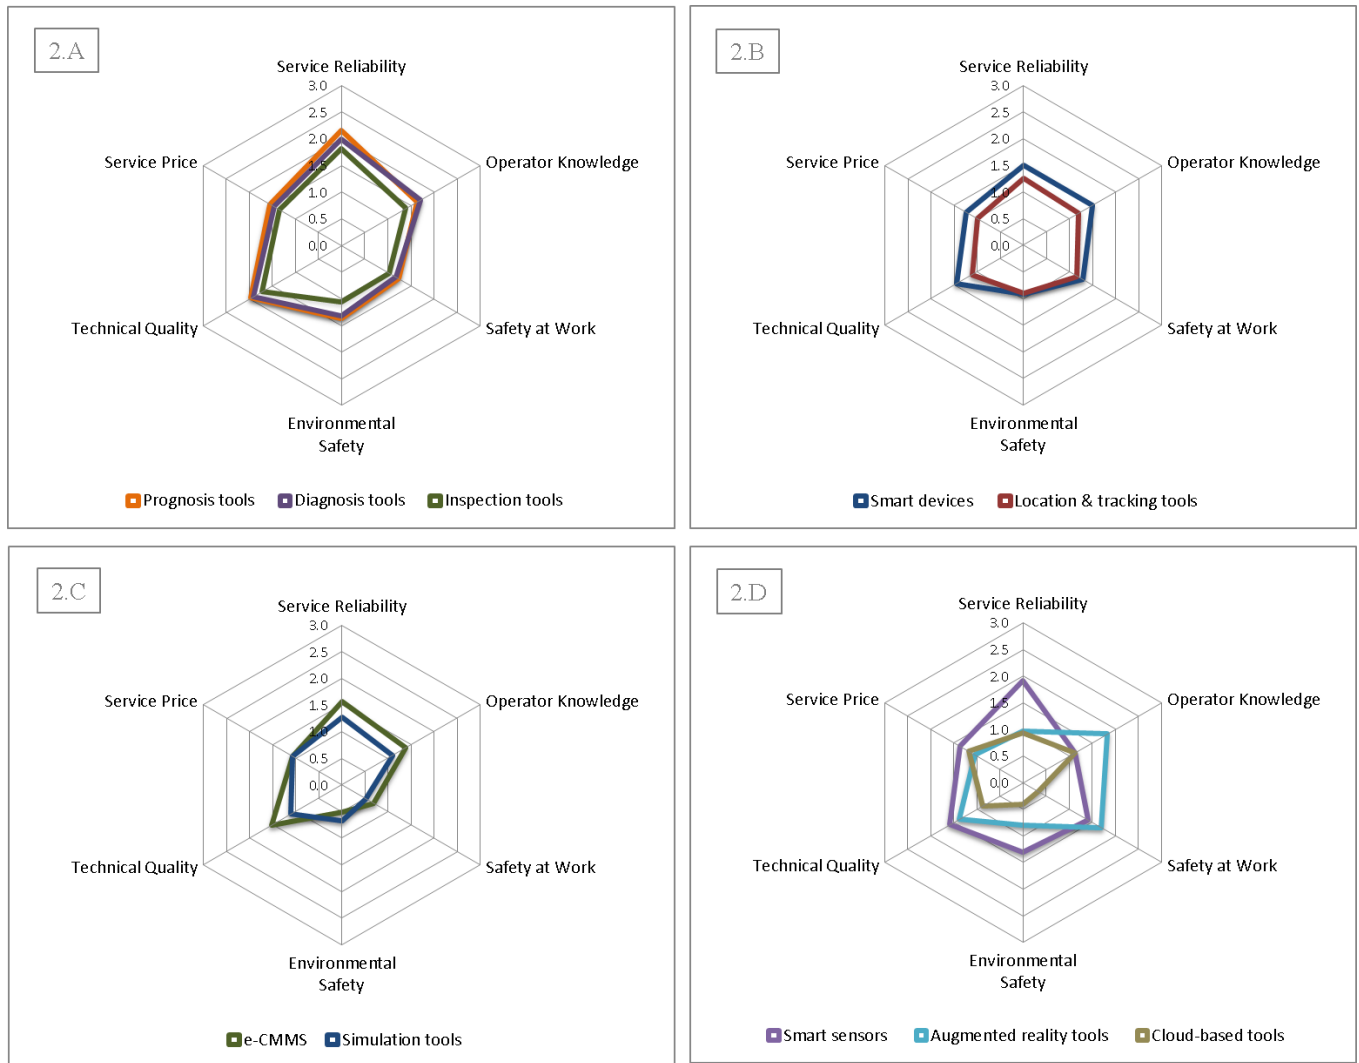 2.A
Service Reliability
3.0
2.5
2.0
1.5
1.0
0.5
0.0
Service Price
Operator Knowledge
Technical Quality
Safety at Work
Environmental
Safety
Prognosis tools
Diagnosis tools
Inspection tools
2.B
Service Reliability
3.0
2.5
2.0
1.5
1.0
0.5
0.0
Service Price
Operator Knowledge
Technical Quality
Safety at Work
Environmental
Safety
Smart devices
Location & tracking tools
2.C
Service Reliability
3.0
2.5
2.0
1.5
1.0
0.5
0.0
Service Price
Operator Knowledge
Technical Quality
Safety at Work
Environmental
Safety
e-CMMS
Simulation tools
2.D
Service Reliability
3.0
2.5
2.0
1.5
1.0
0.5
0.0
Service Price
Operator Knowledge
Technical Quality
Safety at Work
Environmental
Safety
Smart sensors
Augmented reality tools
Cloud-based tools